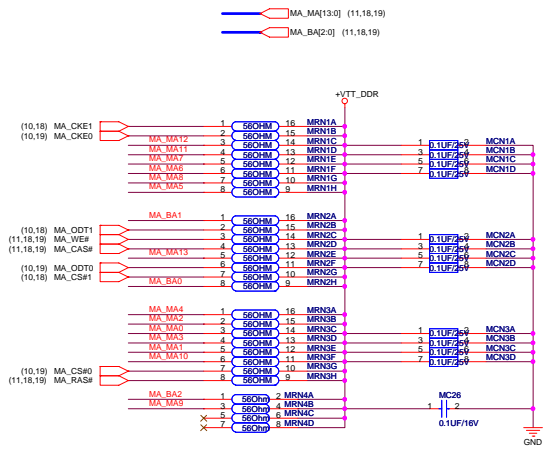 MA_MA[13:0] (11,18,19)
MA_BA[2:0] (11,18,19)
+VTT_DDR
(10,18) MA_CKE1 1 56OHM 16 MRN1A
(10,19) MA_CKE0 2 56OHM 15 MRN1B
MA_MA12 3 56OHM 14 MRN1C 1 0.1UF/25V 2 MCN1A
MA_MA11 4 56OHM 13 MRN1D 3 0.1UF/25V 4 MCN1B
MA_MA7 5 56OHM 12 MRN1E 5 0.1UF/25V 6 MCN1C
MA_MA6 6 56OHM 11 MRN1F 7 0.1UF/25V 8 MCN1D
MA_MA8 7 56OHM 10 MRN1G
MA_MA5 8 56OHM 9 MRN1H
MA_BA1 1 56OHM 16 MRN2A
(10,18) MA_ODT1 2 56OHM 15 MRN2B
(11,18,19) MA_WE# 3 56OHM 14 MRN2C 1 0.1UF/25V 2 MCN2A
(11,18,19) MA_CAS# 4 56OHM 13 MRN2D 3 0.1UF/25V 4 MCN2B
MA_MA13 5 56OHM 12 MRN2E 5 0.1UF/25V 6 MCN2C
(10,19) MA_ODT0 6 56OHM 11 MRN2F 7 0.1UF/25V 8 MCN2D
(10,18) MA_CS#1 7 56OHM 10 MRN2G
MA_BA0 8 56OHM 9 MRN2H
MA_MA4 1 56OHM 16 MRN3A
MA_MA2 2 56OHM 15 MRN3B
MA_MA0 3 56OHM 14 MRN3C 1 0.1UF/25V 2 MCN3A
MA_MA3 4 56OHM 13 MRN3D 3 0.1UF/25V 4 MCN3B
MA_MA1 5 56OHM 12 MRN3E 5 0.1UF/25V 6 MCN3C
MA_MA10 6 56OHM 11 MRN3F 7 0.1UF/25V 8 MCN3D
(10,19) MA_CS#0 7 56OHM 10 MRN3G
(11,18,19) MA_RAS# 8 56OHM 9 MRN3H
MA_BA2 1 56Ohm 2 MRN4A
MC26
MA_MA9 3 56Ohm 4 MRN4B 1 2
5 56Ohm 6 MRN4C
0.1UF/16V
7 56Ohm 8 MRN4D
GND